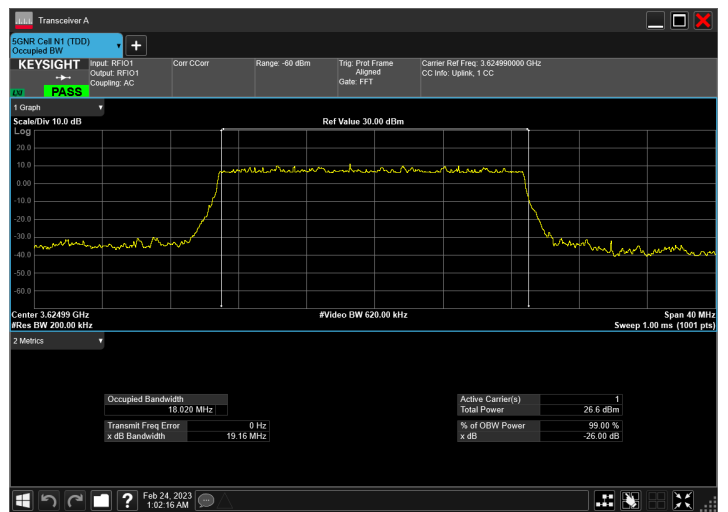 Transceiver A
5GNR Cell N1 (TDD)
Occupied BW
KEYSIGHT
LXI
PASS
Input: RFIO1
Output: RFIO1
Coupling: AC
Corr CCorr
Range: -60 dBm
Trig: Prot Frame
Aligned
Gate: FFT
Carrier Ref Freq: 3.624990000 GHz
CC Info: Uplink, 1 CC
1 Graph
Scale/Div 10.0 dB
Ref Value 30.00 dBm
Log
20.0
10.0
0.00
-10.0
-20.0
-30.0
-40.0
-50.0
-60.0
Center 3.62499 GHz
#Video BW 620.00 kHz
Span 40 MHz
#Res BW 200.00 kHz
Sweep 1.00 ms (1001 pts)
2 Metrics
Occupied Bandwidth
18.020 MHz
Transmit Freq Error 0 Hz
x dB Bandwidth 19.16 MHz
Active Carrier(s) 1
Total Power 26.6 dBm
% of OBW Power 99.00 %
x dB -26.00 dB
Feb 24, 2023
1:02:16 AM